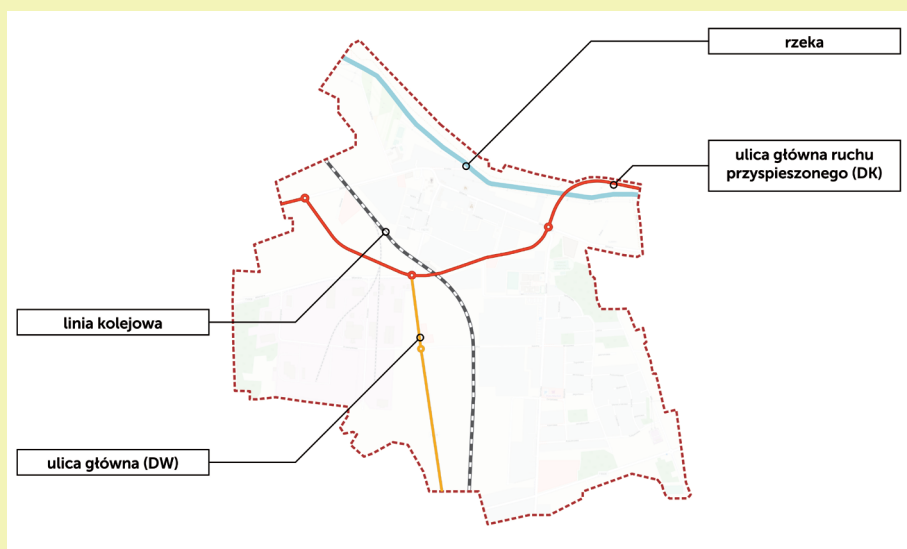 rzeka
ulica główna ruchu
przyspieszonego (DK)
linia kolejowa
ulica główna (DW)